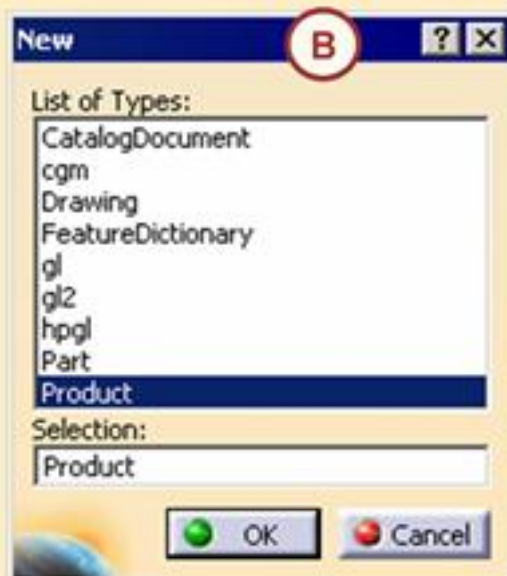 New B ? X
List of Types:
CatalogDocument
cgm
Drawing
FeatureDictionary
gl
gl2
hpgl
Part
Product
Selection:
Product
OK Cancel